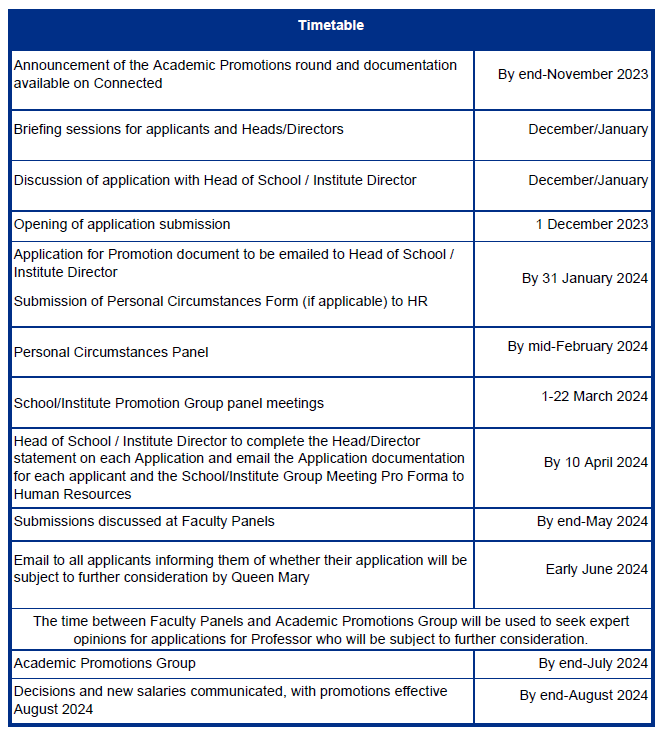 Timetable
Announcement of the Academic Promotions round and documentation
available on Connected
By end-November 2023
Briefing sessions for applicants and Heads/Directors
December/January
Discussion of application with Head of School / Institute Director
December/January
Opening of application submission
1 December 2023
Application for Promotion document to be emailed to Head of School /
Institute Director
Submission of Personal Circumstances Form (if applicable) to HR
By 31 January 2024
Personal Circumstances Panel
By mid-February 2024
School/Institute Promotion Group panel meetings
1-22 March 2024
Head of School / Institute Director to complete the Head/Director
statement on each Application and email the Application documentation
for each applicant and the School/Institute Group Meeting Pro Forma to
Human Resources
By 10 April 2024
Submissions discussed at Faculty Panels
By end-May 2024
Email to all applicants informing them of whether their application will be
subject to further consideration by Queen Mary
Early June 2024
The time between Faculty Panels and Academic Promotions Group will be used to seek expert
opinions for applications for Professor who will be subject to further consideration.
Academic Promotions Group
By end-July 2024
Decisions and new salaries communicated, with promotions effective
August 2024
By end-August 2024